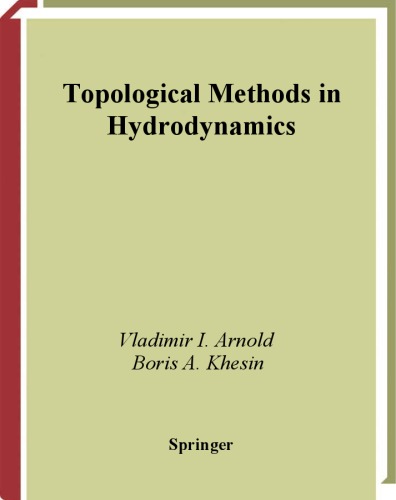 Topological Methods in
Hydrodynamics
Vladimir I. Arnold
Boris A. Khesin
Springer